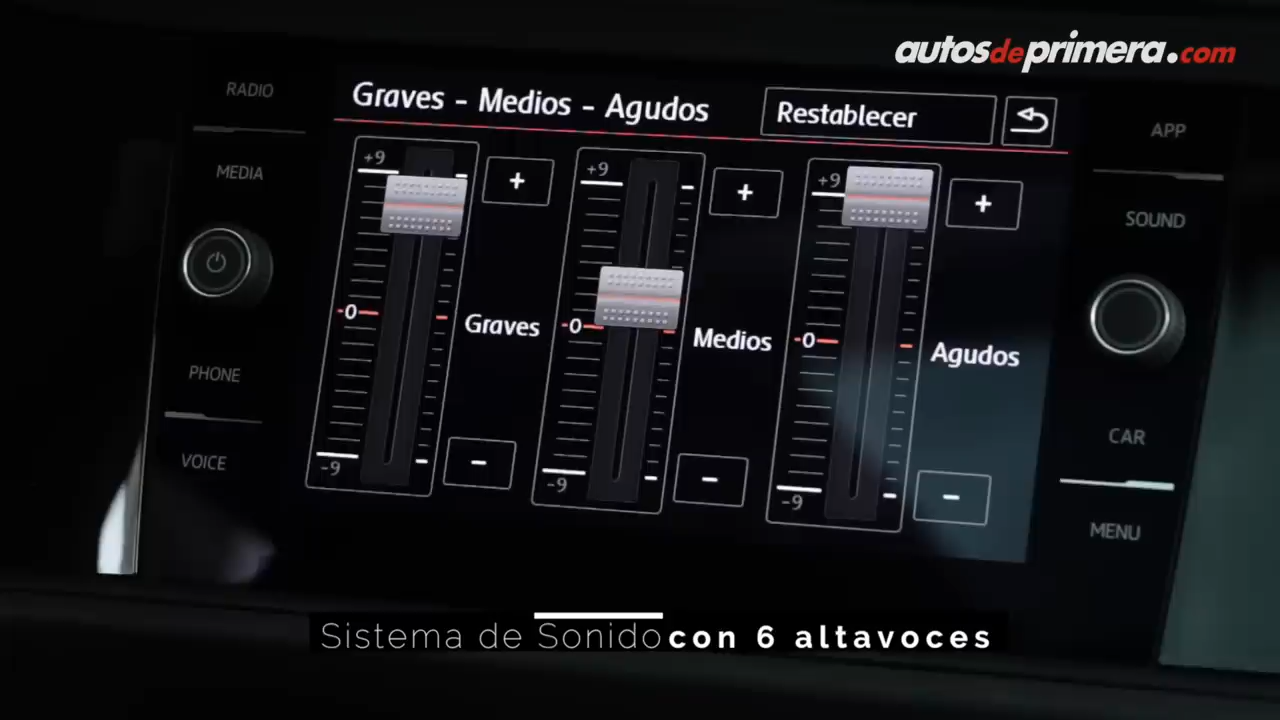 autosdeprimera.com
RADIO
MEDIA
PHONE
VOICE
Graves - Medios - Agudos
Restablecer
+9
-0
-9
+
Graves
-
+9
-0
-9
+
Medios
-
+9
-0
-9
+
Agudos
-
APP
SOUND
CAR
MENU
Sistema de Sonido con 6 altavoces